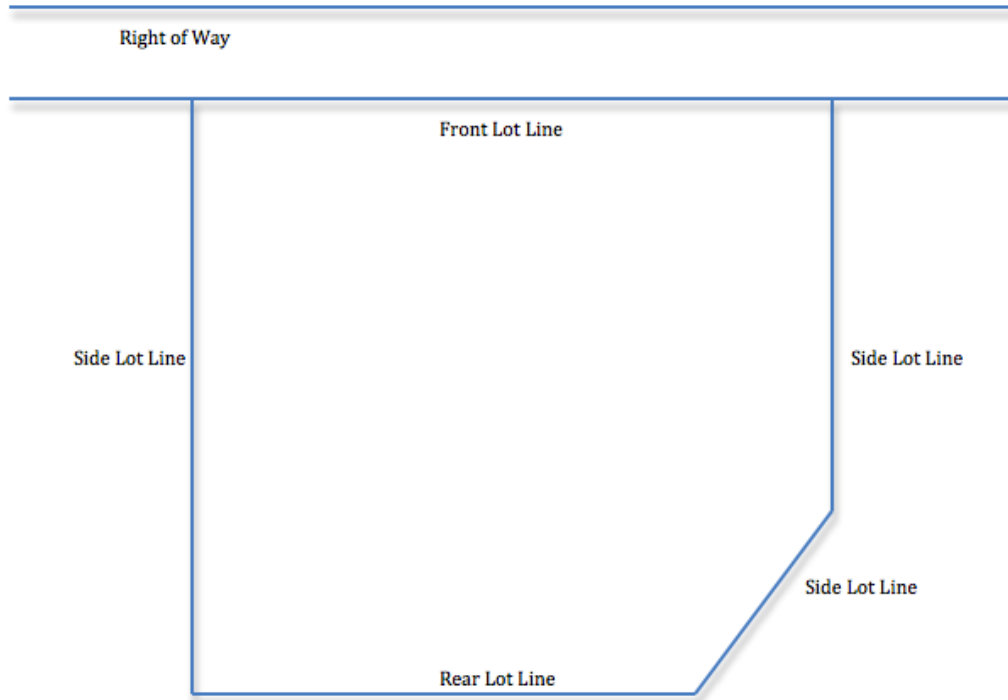 Right of Way
Front Lot Line
Side Lot Line
Side Lot Line
Side Lot Line
Rear Lot Line